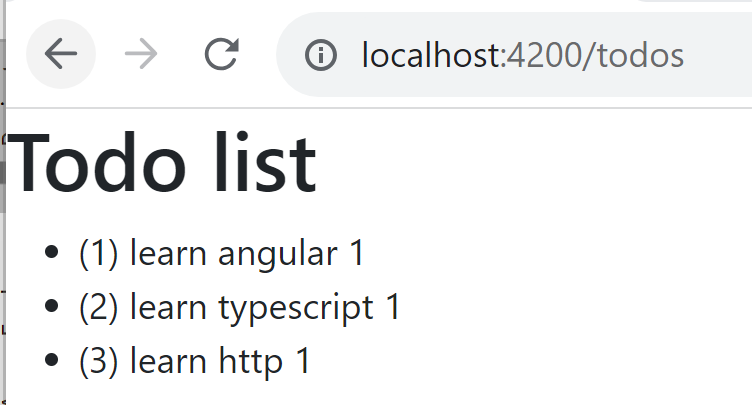 localhost:4200/todos
Todo list
(1) learn angular 1
(2) learn typescript 1
(3) learn http 1